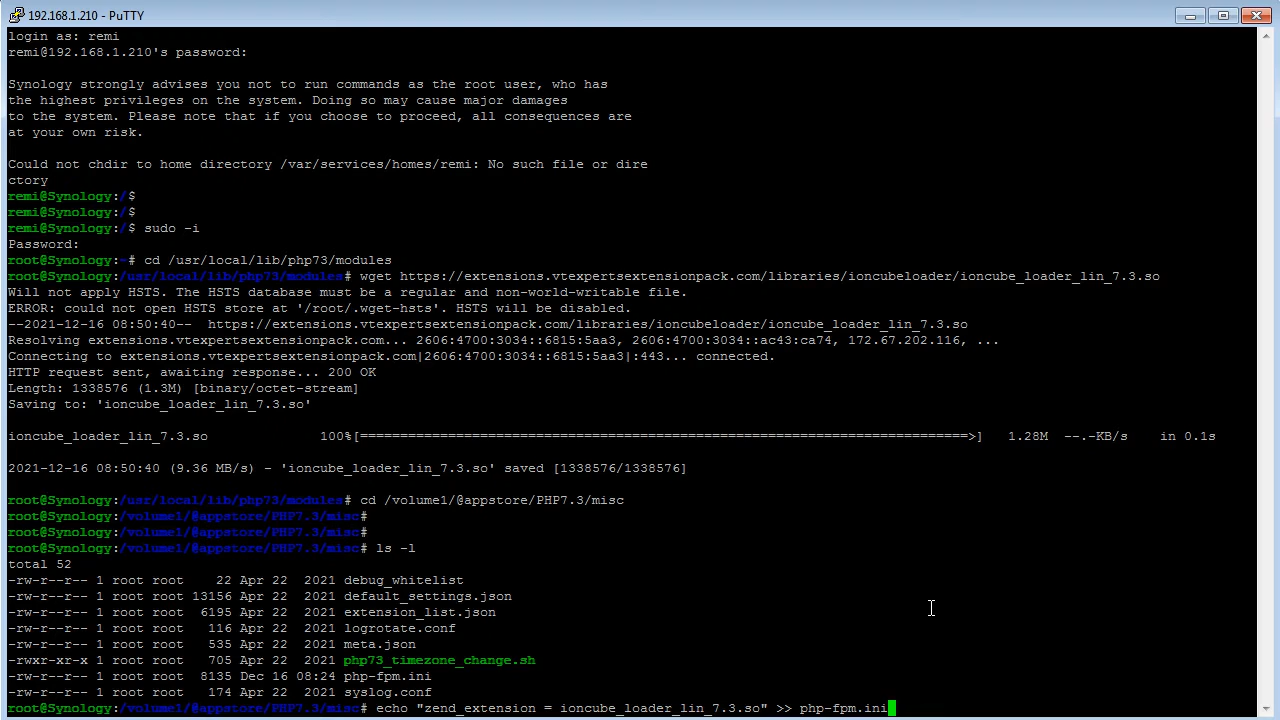 192.168.1.210 - PuTTY
login as: remi
remi@192.168.1.210's password:
Synology strongly advises you not to run commands as the root user, who has
the highest privileges on the system. Doing so may cause major damages
to the system. Please note that if you choose to proceed, all consequences are
at your own risk.
Could not chdir to home directory /var/services/homes/remi: No such file or dire
ctory
remi@Synology:/$
remi@Synology:/$
remi@Synology:/$ sudo -i
Password:
root@Synology:~# cd /usr/local/lib/php73/modules
root@Synology:/usr/local/lib/php73/modules# wget https://extensions.vtexpertsextensionpack.com/libraries/ioncubeloader/ioncube_loader_lin_7.3.so
Will not apply HSTS. The HSTS database must be a regular and non-world-writable file.
ERROR: could not open HSTS store at '/root/.wget-hsts'. HSTS will be disabled.
--2021-12-16 08:50:40--  https://extensions.vtexpertsextensionpack.com/libraries/ioncubeloader/ioncube_loader_lin_7.3.so
Resolving extensions.vtexpertsextensionpack.com... 2606:4700:3034::6815:5aa3, 2606:4700:3034::ac43:ca74, 172.67.202.116, ...
Connecting to extensions.vtexpertsextensionpack.com|2606:4700:3034::6815:5aa3|:443... connected.
HTTP request sent, awaiting response... 200 OK
Length: 1338576 (1.3M) [binary/octet-stream]
Saving to: 'ioncube_loader_lin_7.3.so'
ioncube_loader_lin_7.3.so              100%[============================================================================>]   1.28M  --.-KB/s    in 0.1s
2021-12-16 08:50:40 (9.36 MB/s) - 'ioncube_loader_lin_7.3.so' saved [1338576/1338576]
root@Synology:/usr/local/lib/php73/modules# cd /volume1/@appstore/PHP7.3/misc
root@Synology:/volume1/@appstore/PHP7.3/misc#
root@Synology:/volume1/@appstore/PHP7.3/misc#
root@Synology:/volume1/@appstore/PHP7.3/misc# ls -l
total 52
-rw-r--r-- 1 root root    22 Apr 22  2021 debug_whitelist
-rw-r--r-- 1 root root 13156 Apr 22  2021 default_settings.json
-rw-r--r-- 1 root root  6195 Apr 22  2021 extension_list.json
-rw-r--r-- 1 root root   116 Apr 22  2021 logrotate.conf
-rw-r--r-- 1 root root   535 Apr 22  2021 meta.json
-rwxr-xr-x 1 root root   705 Apr 22  2021 php73_timezone_change.sh
-rw-r--r-- 1 root root  8135 Dec 16 08:24 php-fpm.ini
-rw-r--r-- 1 root root   174 Apr 22  2021 syslog.conf
root@Synology:/volume1/@appstore/PHP7.3/misc# echo "zend_extension = ioncube_loader_lin_7.3.so" >> php-fpm.ini